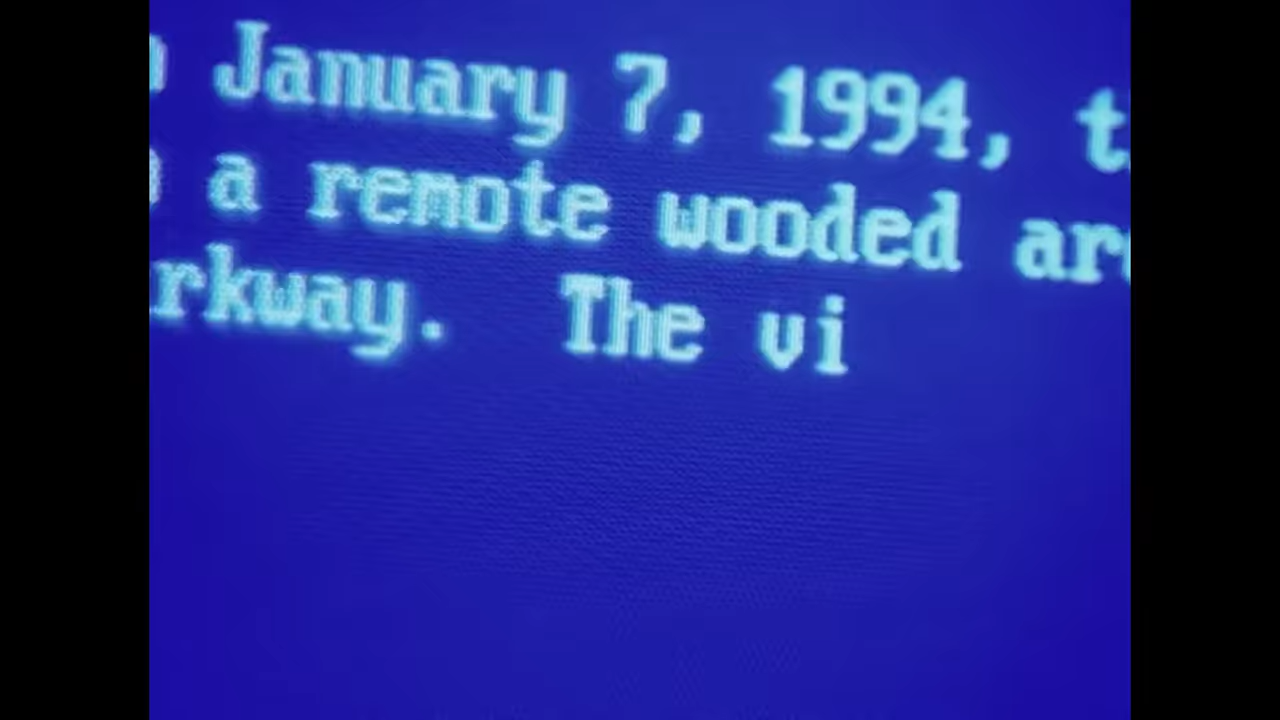 January 7, 1994,
a remote wooded
rkway. The vi